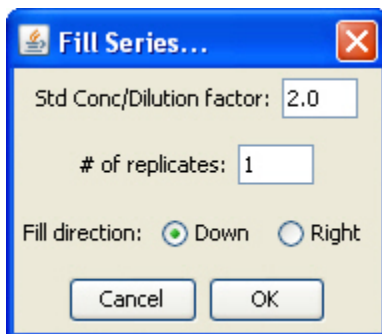 Fill Series...
Std Conc/Dilution factor: 2.0
# of replicates: 1
Fill direction: Down Right
Cancel OK